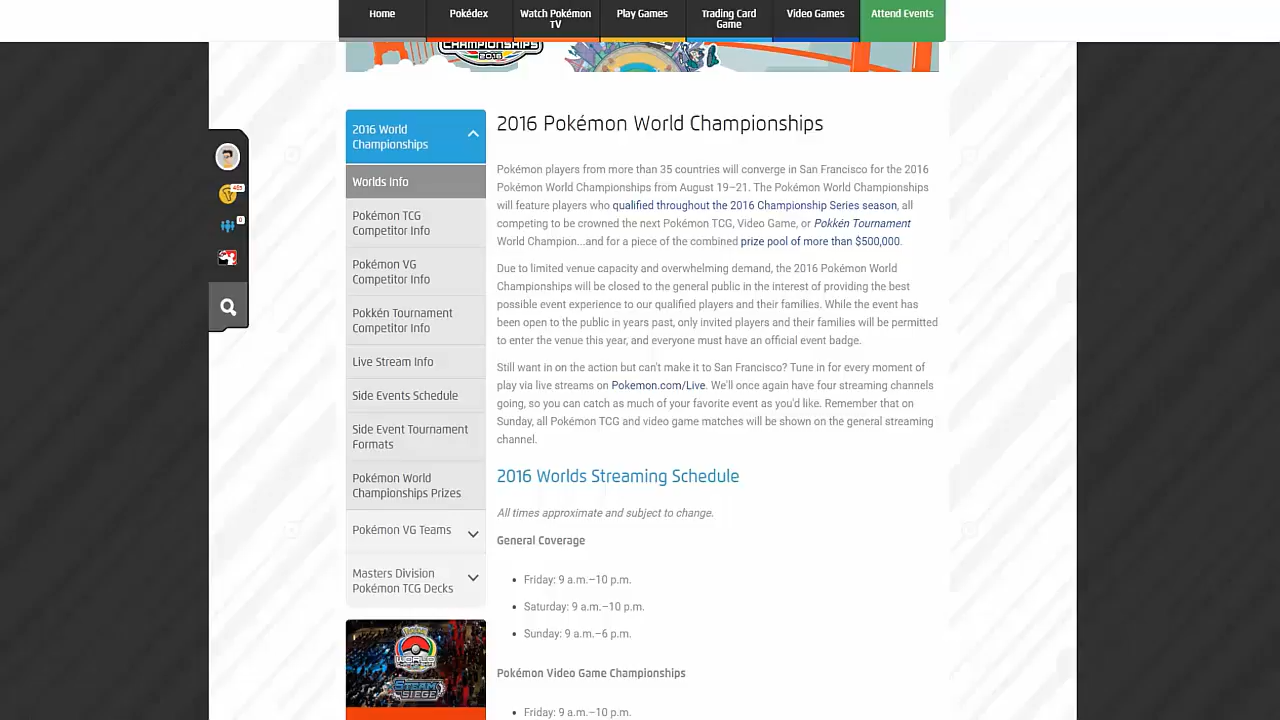 Home
Pokédex
Watch Pokémon
TV
Play Games
Trading Card
Game
Video Games
Attend Events
CHAMPIONSHIPS
2016
2016 World
Championships
Worlds Info
Pokémon TCG
Competitor Info
Pokémon VG
Competitor Info
Pokkén Tournament
Competitor Info
Live Stream Info
Side Events Schedule
Side Event Tournament
Formats
Pokémon World
Championships Prizes
Pokémon VG Teams
Masters Division
Pokémon TCG Decks
Pokémon
WORLD
STEAM
SIEGE
2016 Pokémon World Championships
Pokémon players from more than 35 countries will converge in San Francisco for the 2016
Pokémon World Championships from August 19–21. The Pokémon World Championships
will feature players who qualified throughout the 2016 Championship Series season, all
competing to be crowned the next Pokémon TCG, Video Game, or Pokkén Tournament
World Champion...and for a piece of the combined prize pool of more than $500,000.
Due to limited venue capacity and overwhelming demand, the 2016 Pokémon World
Championships will be closed to the general public in the interest of providing the best
possible event experience to our qualified players and their families. While the event has
been open to the public in years past, only invited players and their families will be permitted
to enter the venue this year, and everyone must have an official event badge.
Still want in on the action but can't make it to San Francisco? Tune in for every moment of
play via live streams on Pokemon.com/Live. We'll once again have four streaming channels
going, so you can catch as much of your favorite event as you'd like. Remember that on
Sunday, all Pokémon TCG and video game matches will be shown on the general streaming
channel.
2016 Worlds Streaming Schedule
All times approximate and subject to change.
General Coverage
• Friday: 9 a.m.–10 p.m.
• Saturday: 9 a.m.–10 p.m.
• Sunday: 9 a.m.–6 p.m.
Pokémon Video Game Championships
• Friday: 9 a.m.–10 p.m.